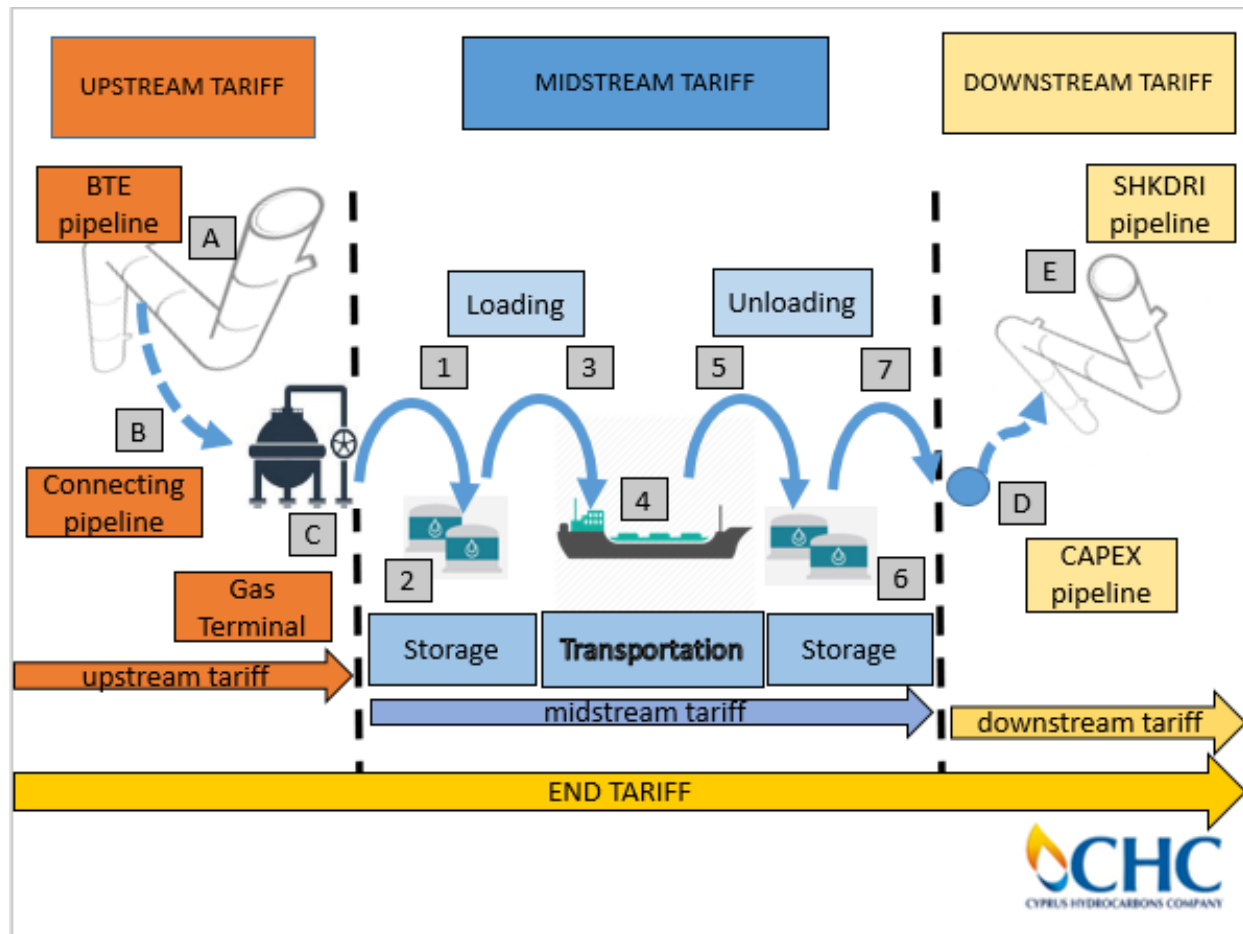 UPSTREAM TARIFF
MIDSTREAM TARIFF
DOWNSTREAM TARIFF
BTE
pipeline
A
SHKDRI
pipeline
E
Loading
Unloading
1
3
5
7
B
Connecting
pipeline
C
4
D
2
6
CAPEX
pipeline
Gas
Terminal
Storage
Transportation
Storage
upstream tariff
midstream tariff
downstream tariff
END TARIFF
CHC
CYPRUS HYDROCARBONS COMPANY